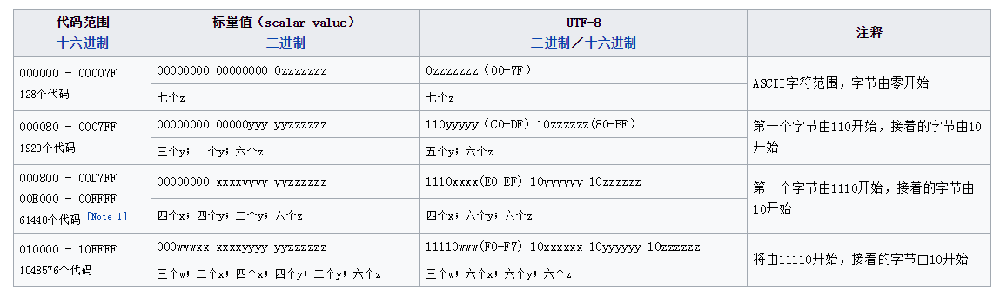 代码范围
十六进制
标量值（scalar value）
二进制
UTF-8
二进制／十六进制
注释
000000 - 00007F
128个代码
00000000 00000000 0zzzzzzz
七个z
0zzzzzzz（00-7F）
七个z
ASCII字符范围，字节由零开始
000080 - 0007FF
1920个代码
00000000 00000yyy yyzzzzzz
三个y；二个y；六个z
110yyyyy（C0-DF) 10zzzzzz(80-BF）
五个y；六个z
第一个字节由110开始，接着的字节由10
开始
000800 - 00D7FF
00E000 - 00FFFF
61440个代码 [Note 1]
00000000 xxxxyyyy yyzzzzzz
四个x；四个y；二个y；六个z
1110xxxx(E0-EF) 10yyyyyy 10zzzzzz
四个x；六个y；六个z
第一个字节由1110开始，接着的字节由
10开始
010000 - 10FFFF
1048576个代码
000wwwxx xxxxyyyy yyzzzzzz
三个w；二个x；四个x；四个y；二个y；六个z
11110www(F0-F7) 10xxxxxx 10yyyyyy 10zzzzzz
三个w；六个x；六个y；六个z
将由11110开始，接着的字节由10开始